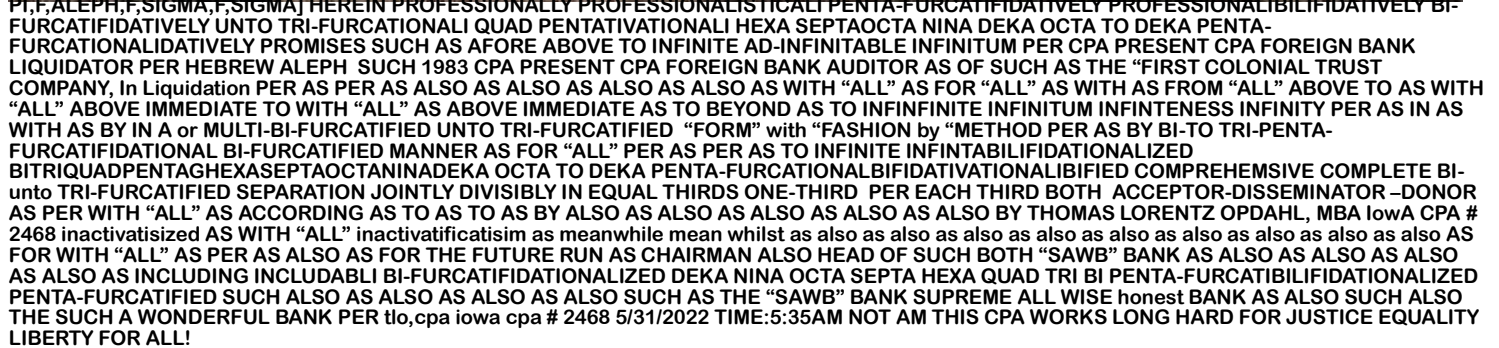 PI,F,ALEPH,F,SIGMA,F,SIGMA] HEREIN PROFESSIONALLY PROFESSIONALISTICALI PENTA-FURCATIFIDATIVELY PROFESSIONALIBILIFIDATIVELY BI-
FURCATIFIDATIVELY UNTO TRI-FURCATIONALI QUAD PENTATIVATIONALI HEXA SEPTAOCTA NINA DEKA OCTA TO DEKA PENTA-
FURCATIONALIDATIVELY PROMISES SUCH AS AFORE ABOVE TO INFINITE AD-INFINITABLE INFINITUM PER CPA PRESENT CPA FOREIGN BANK
LIQUIDATOR PER HEBREW ALEPH SUCH 1983 CPA PRESENT CPA FOREIGN BANK AUDITOR AS OF SUCH AS THE “FIRST COLONIAL TRUST
COMPANY, In Liquidation PER AS PER AS ALSO AS ALSO AS ALSO AS ALSO AS WITH “ALL” AS FOR “ALL” AS WITH AS FROM “ALL” ABOVE TO AS WITH
“ALL” ABOVE IMMEDIATE TO WITH “ALL” AS ABOVE IMMEDIATE AS TO BEYOND AS TO INFINFINITE INFINITUM INFINTENESS INFINITY PER AS IN AS
WITH AS BY IN A or MULTI-BI-FURCATIFIED UNTO TRI-FURCATIFIED “FORM” with “FASHION by “METHOD PER AS BY BI-TO TRI-PENTA-
FURCATIFIDATIONAL BI-FURCATIFIED MANNER AS FOR “ALL” PER AS PER AS TO INFINITE INFINTABILIFIDATIONALIZED
BITRIQUADPENTAGHEXASEPTAOCTANINADEKA OCTA TO DEKA PENTA-FURCATIONALBIFIDATIVATIONALIBIFIED COMPREHEMSIVE COMPLETE BI-
unto TRI-FURCATIFIED SEPARATION JOINTLY DIVISIBLY IN EQUAL THIRDS ONE-THIRD PER EACH THIRD BOTH ACCEPTOR-DISSEMINATOR –DONOR
AS PER WITH “ALL” AS ACCORDING AS TO AS TO AS BY ALSO AS ALSO AS ALSO AS ALSO AS ALSO BY THOMAS LORENTZ OPDAHL, MBA IowA CPA #
2468 inactivatisized AS WITH “ALL” inactivatificatisim as meanwhile mean whilst as also as also as also as also as also as also as also as also as also AS
FOR WITH “ALL” AS PER AS ALSO AS FOR THE FUTURE RUN AS CHAIRMAN ALSO HEAD OF SUCH BOTH “SAWB” BANK AS ALSO AS ALSO AS ALSO
AS ALSO AS INCLUDING INCLUDABLI BI-FURCATIFIDATIONALIZED DEKA NINA OCTA SEPTA HEXA QUAD TRI BI PENTA-FURCATIBILIFIDATIONALIZED
PENTA-FURCATIFIED SUCH ALSO AS ALSO AS ALSO AS ALSO SUCH AS THE “SAWB” BANK SUPREME ALL WISE honest BANK AS ALSO SUCH ALSO
THE SUCH A WONDERFUL BANK PER tlo,cpa iowa cpa # 2468 5/31/2022 TIME:5:35AM NOT AM THIS CPA WORKS LONG HARD FOR JUSTICE EQUALITY
LIBERTY FOR ALL!